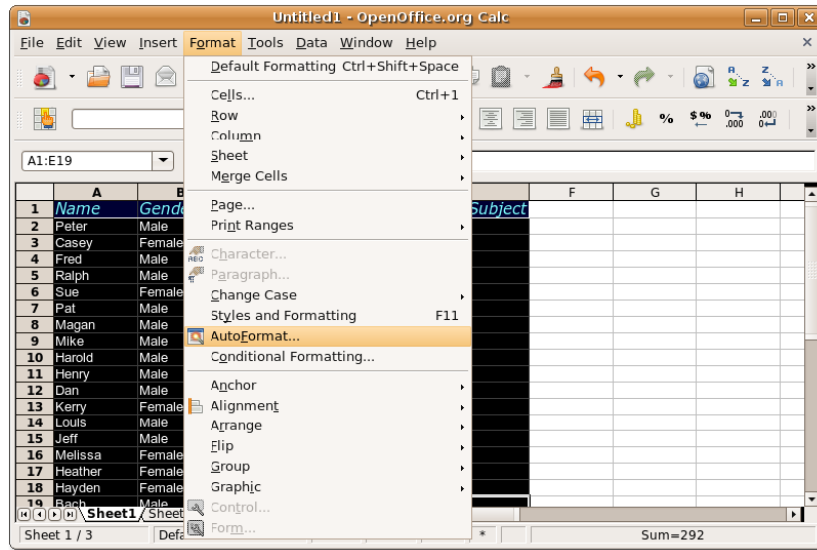 Untitled1 - OpenOffice.org Calc
File Edit View Insert Format Tools Data Window Help
Default Formatting Ctrl+Shift+Space
Cells... Ctrl+1
Row
Column
Sheet
Merge Cells
Page...
Print Ranges
Character...
Paragraph...
Change Case
Styles and Formatting F11
AutoFormat...
Conditional Formatting...
Anchor
Alignment
Arrange
Flip
Group
Graphic
Control...
Form...
A1:E19
A B F G H
1 Name Gende Subject
2 Peter Male
3 Casey Female
4 Fred Male
5 Ralph Male
6 Sue Female
7 Pat Male
8 Magan Male
9 Mike Male
10 Harold Male
11 Henry Male
12 Dan Male
13 Kerry Female
14 Louis Male
15 Jeff Male
16 Melissa Female
17 Heather Female
18 Hayden Female
19 Bach Male
Sheet1 Sheet
Sheet 1 / 3 Defa * Sum=292